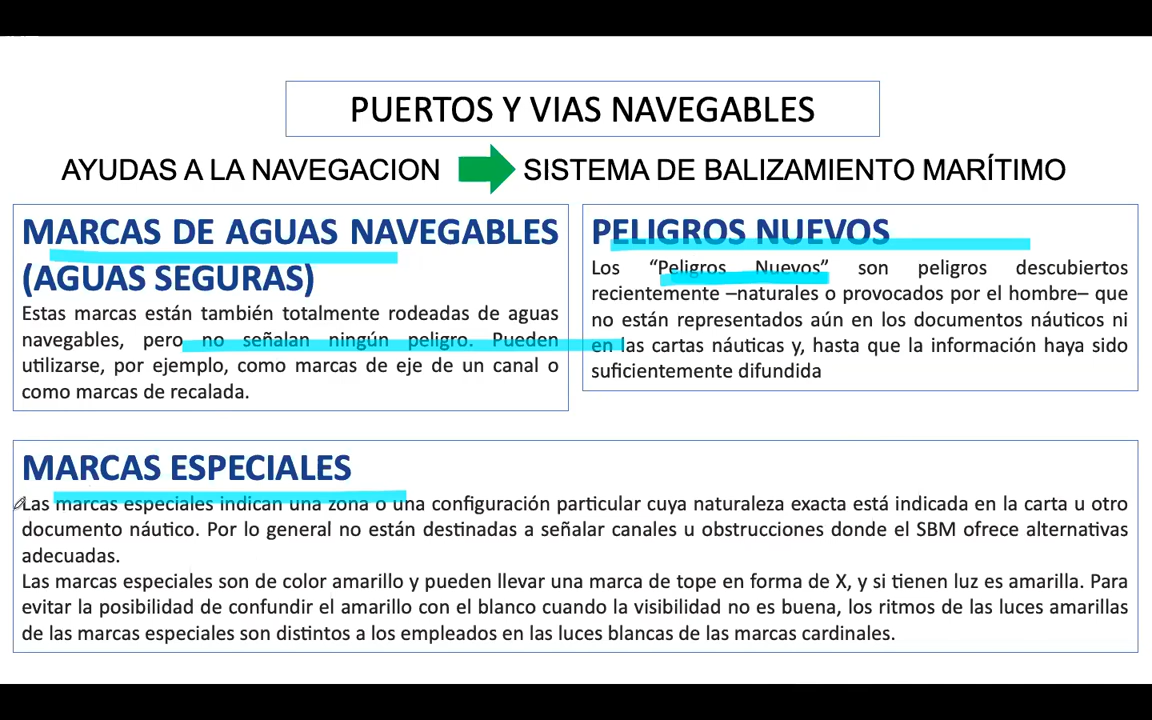 PUERTOS Y VIAS NAVEGABLES
AYUDAS A LA NAVEGACION
SISTEMA DE BALIZAMIENTO MARÍTIMO
MARCAS DE AGUAS NAVEGABLES
(AGUAS SEGURAS)
Estas marcas están también totalmente rodeadas de aguas
navegables, pero no señalan ningún peligro. Pueden
utilizarse, por ejemplo, como marcas de eje de un canal o
como marcas de recalada.
PELIGROS NUEVOS
Los “Peligros Nuevos” son peligros descubiertos
recientemente –naturales o provocados por el hombre– que
no están representados aún en los documentos náuticos ni
en las cartas náuticas y, hasta que la información haya sido
suficientemente difundida
MARCAS ESPECIALES
Las marcas especiales indican una zona o una configuración particular cuya naturaleza exacta está indicada en la carta u otro
documento náutico. Por lo general no están destinadas a señalar canales u obstrucciones donde el SBM ofrece alternativas
adecuadas.
Las marcas especiales son de color amarillo y pueden llevar una marca de tope en forma de X, y si tienen luz es amarilla. Para
evitar la posibilidad de confundir el amarillo con el blanco cuando la visibilidad no es buena, los ritmos de las luces amarillas
de las marcas especiales son distintos a los empleados en las luces blancas de las marcas cardinales.